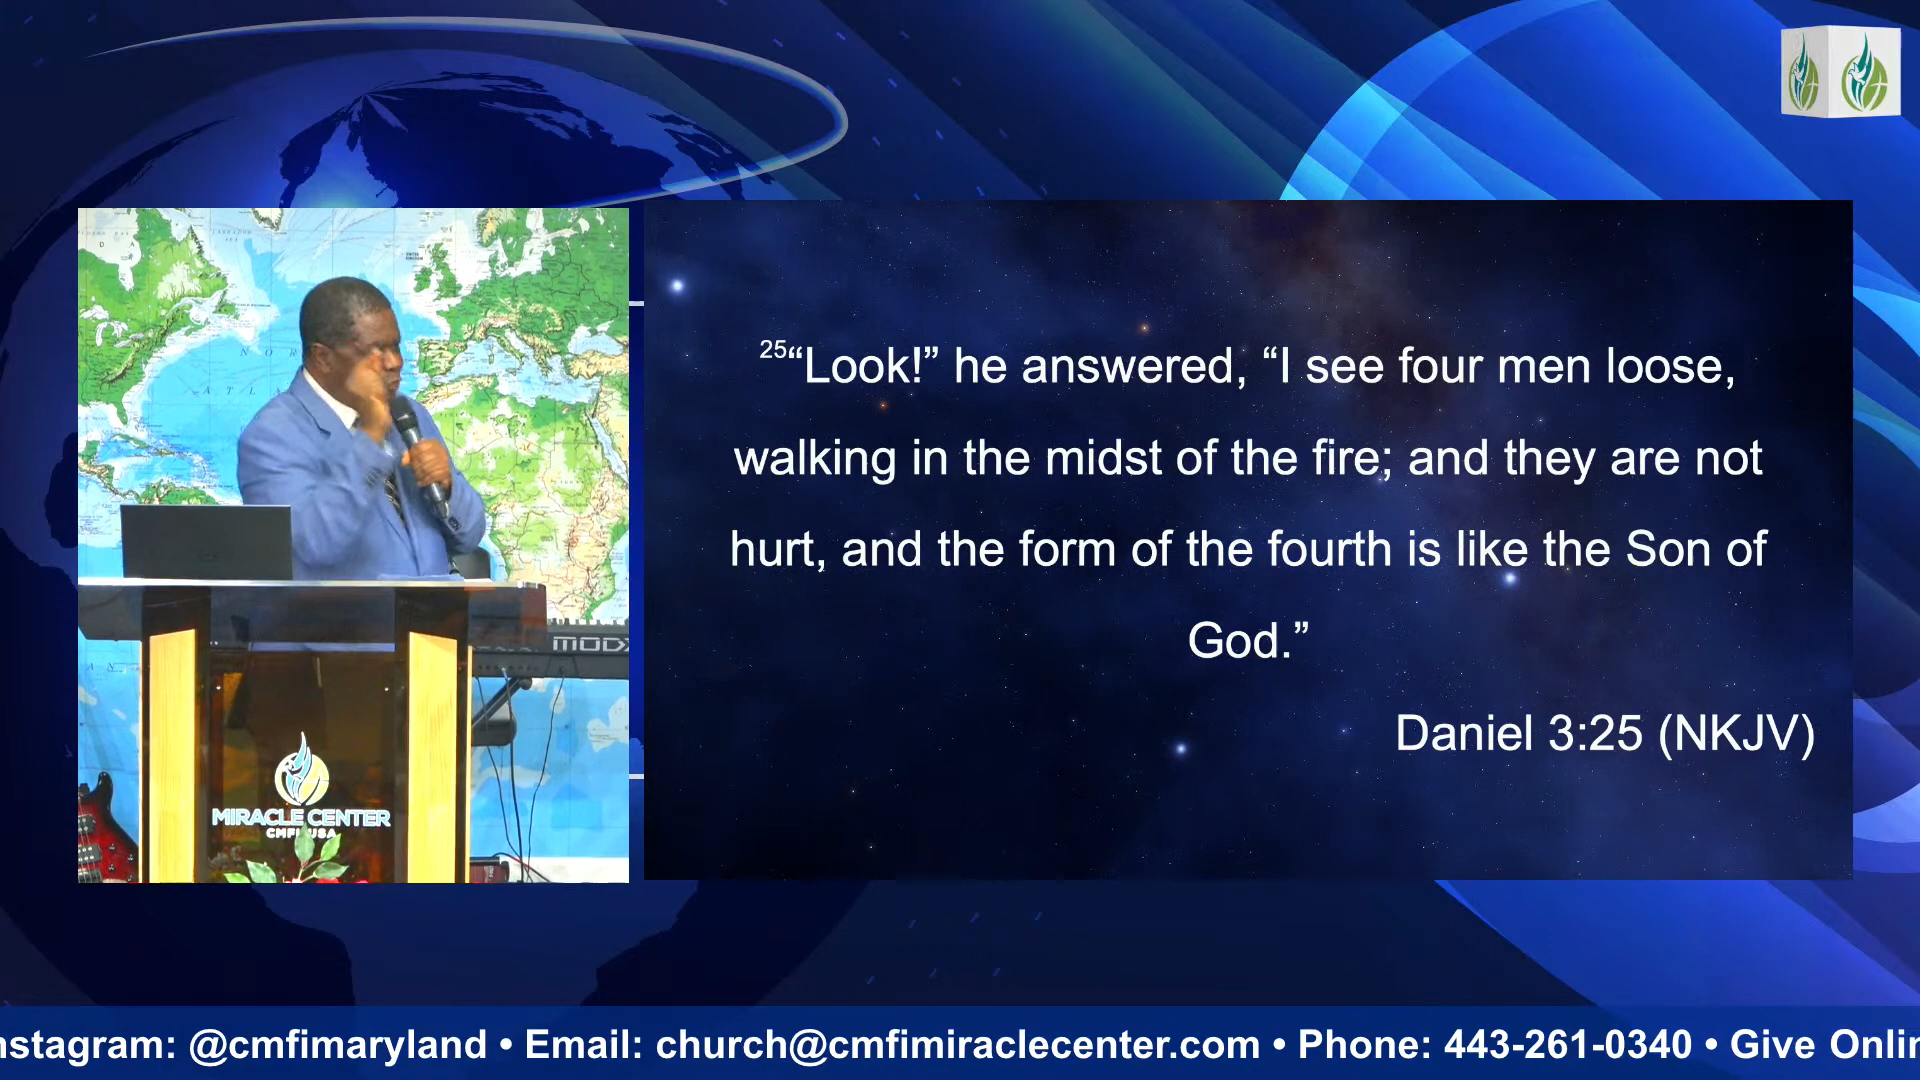 25“Look!” he answered, “I see four men loose,
walking in the midst of the fire; and they are not
hurt, and the form of the fourth is like the Son of
God.”
Daniel 3:25 (NKJV)
MODX
MIRACLE CENTER
CMFI USA
nstagram: @cmfimaryland • Email: church@cmfimiraclecenter.com • Phone: 443-261-0340 • Give Onlin